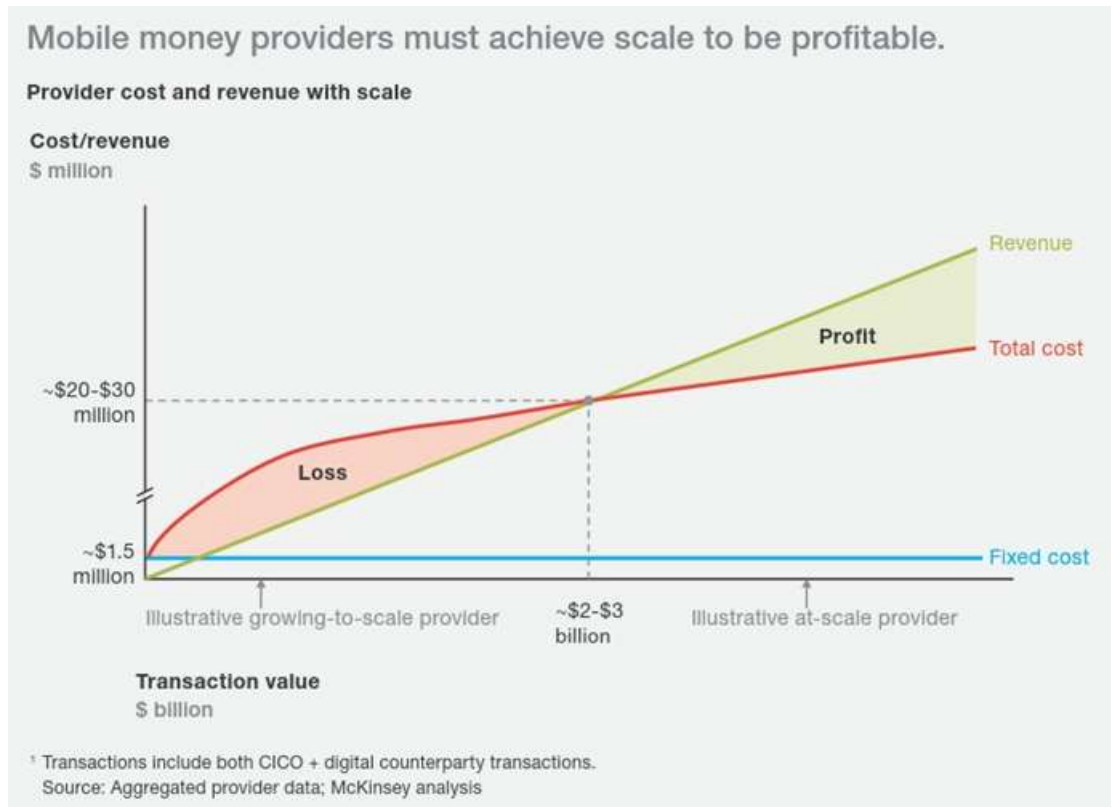 Mobile money providers must achieve scale to be profitable.
Provider cost and revenue with scale
Cost/revenue
$ million
Revenue
Profit
Total cost
~$20-$30
million
Loss
~$1.5
million
Fixed cost
Illustrative growing-to-scale provider
~$2-$3
billion
Illustrative at-scale provider
Transaction value
$ billion
¹ Transactions include both CICO + digital counterparty transactions.
Source: Aggregated provider data; McKinsey analysis